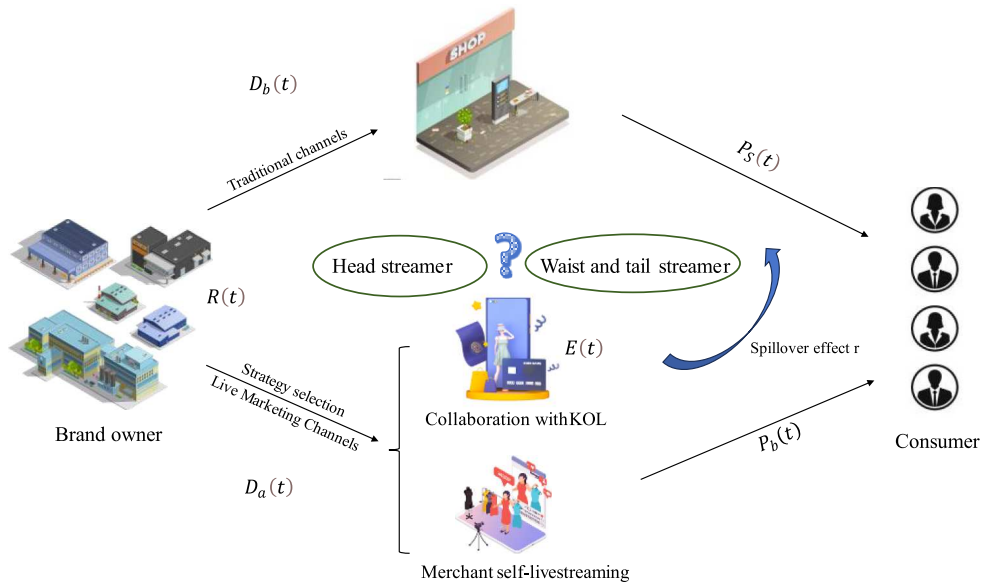 SHOP
D_b(t)
Traditional channels
P_S(t)
Head streamer
Waist and tail streamer
R(t)
E(t)
Spillover effect r
Strategy selection
Live Marketing Channels
Collaboration withKOL
Brand owner
P_b(t)
Consumer
D_a(t)
Merchant self-livestreaming